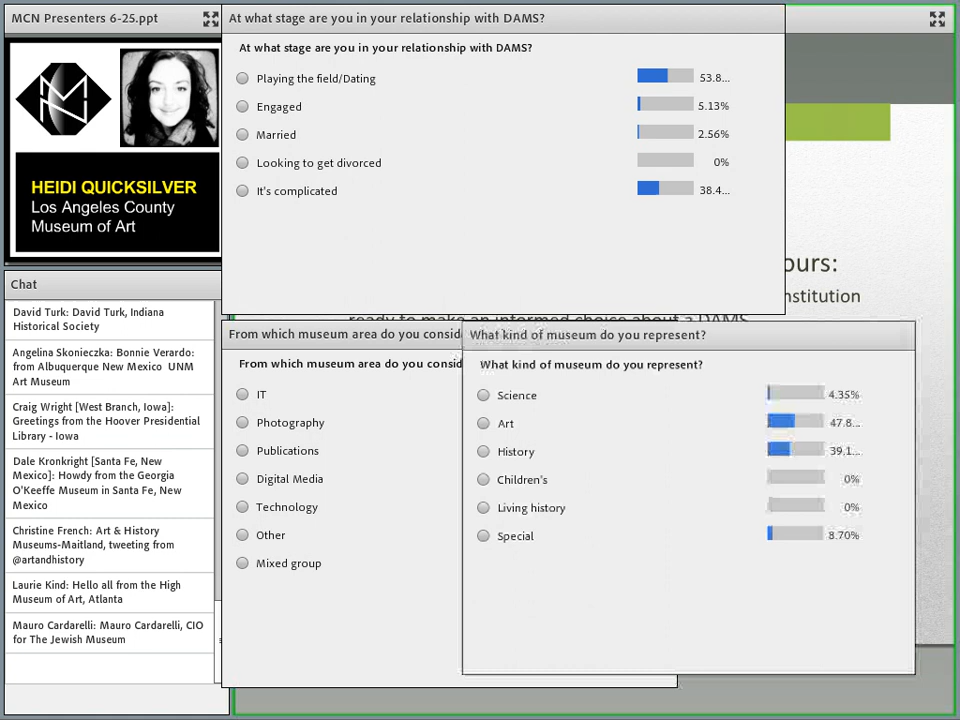 MCN Presenters 6-25.ppt
HEIDI QUICKSILVER
Los Angeles County
Museum of Art
Chat
David Turk: David Turk, Indiana
Historical Society
Angelina Skonieczka: Bonnie Verardo:
from Albuquerque New Mexico UNM
Art Museum
Craig Wright [West Branch, Iowa]:
Greetings from the Hoover Presidential
Library - Iowa
Dale Kronkright [Santa Fe, New
Mexico]: Howdy from the Georgia
O'Keeffe Museum in Santa Fe, New
Mexico
Christine French: Art & History
Museums-Maitland, tweeting from
@artandhistory
Laurie Kind: Hello all from the High
Museum of Art, Atlanta
Mauro Cardarelli: Mauro Cardarelli, CIO
for The Jewish Museum
At what stage are you in your relationship with DAMS?
At what stage are you in your relationship with DAMS?
Playing the field/Dating 53.8...
Engaged 5.13%
Married 2.56%
Looking to get divorced 0%
It's complicated 38.4...
ours:
nstitution
ready to make an informed choice about a DAMS
From which museum area do you consid
From which museum area do you consid
IT
Photography
Publications
Digital Media
Technology
Other
Mixed group
What kind of museum do you represent?
What kind of museum do you represent?
Science 4.35%
Art 47.8...
History 39.1...
Children's 0%
Living history 0%
Special 8.70%